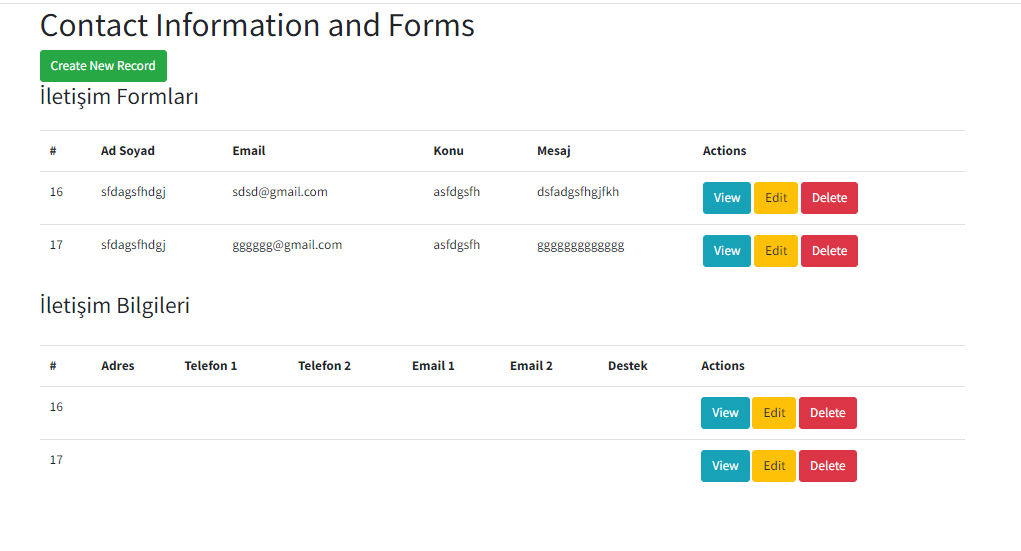 Contact Information and Forms
Create New Record
İletişim Formları
# Ad Soyad Email Konu Mesaj Actions
16 sfdagsfhdgj sdsd@gmail.com asfdgsfh dsfadgsfhgjfkh View Edit Delete
17 sfdagsfhdgj gggggg@gmail.com asfdgsfh ggggggggggggg View Edit Delete
İletişim Bilgileri
# Adres Telefon 1 Telefon 2 Email 1 Email 2 Destek Actions
16 View Edit Delete
17 View Edit Delete